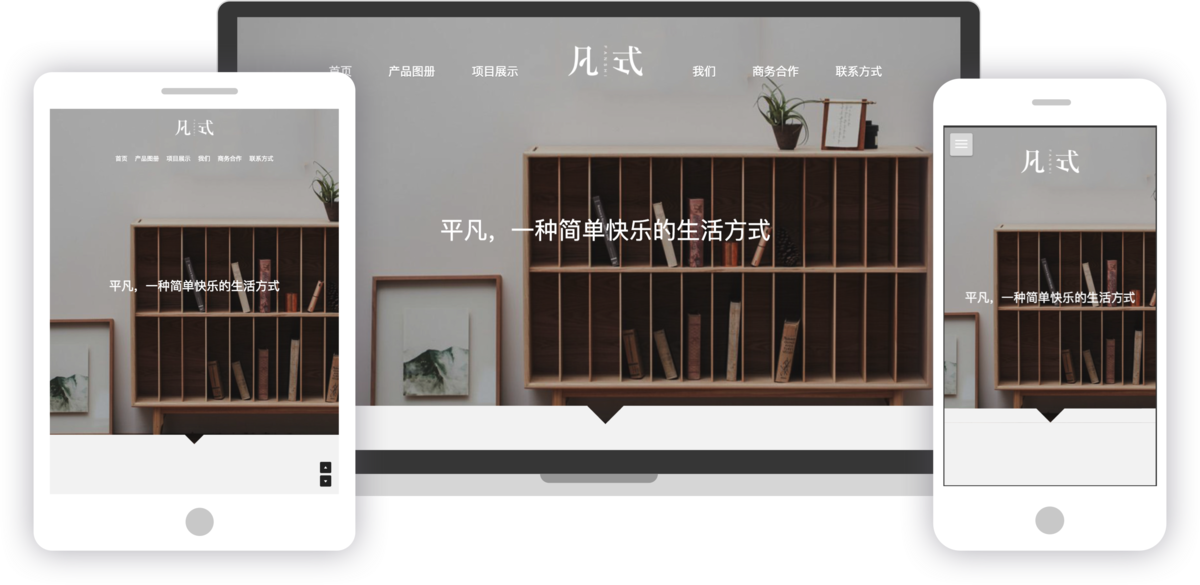 首页 产品图册 项目展示 凡式 我们 商务合作 联系方式
平凡，一种简单快乐的生活方式
凡式
首页 产品图册 项目展示 我们 商务合作 联系方式
平凡，一种简单快乐的生活方式
凡式
平凡，一种简单快乐的生活方式